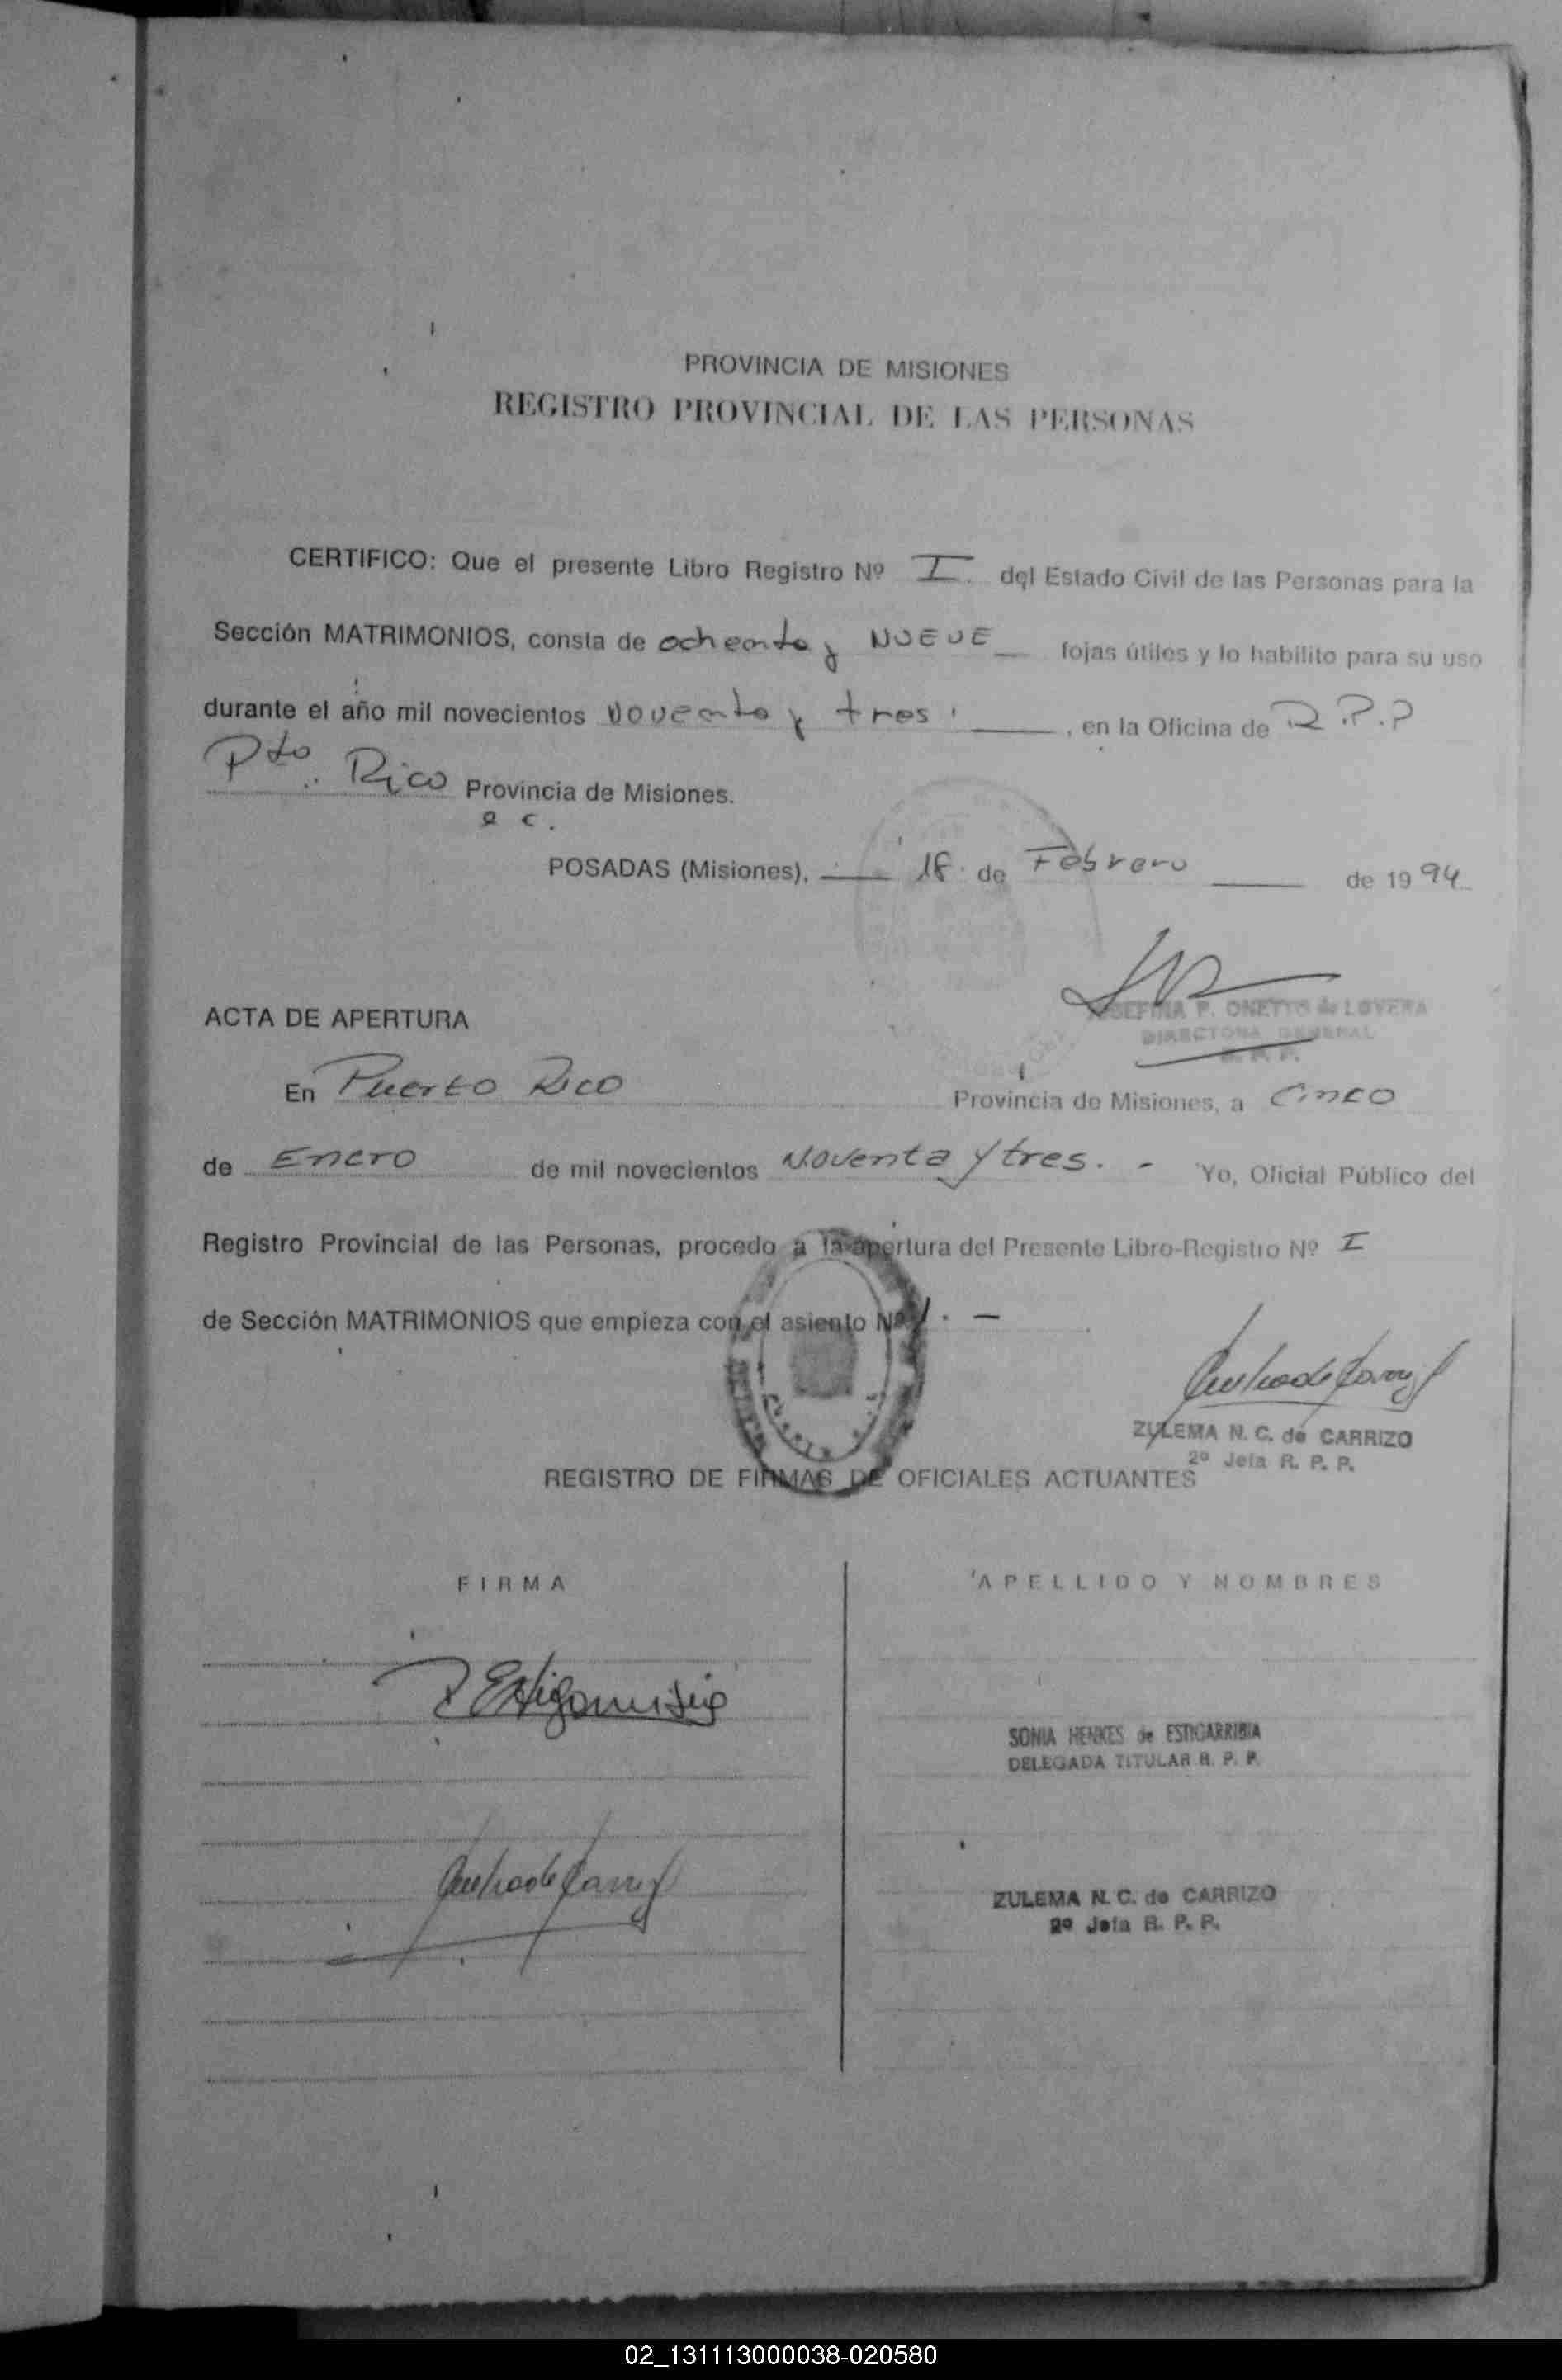 PROVINCIA DE MISIONES
REGISTRO PROVINCIAL DE LAS PERSONAS
CERTIFICO: Que el presente Libro Registro Nº I. del Estado Civil de las Personas para la
Sección MATRIMONIOS, consta de ochenta y NUEVE fojas útiles y lo habilito para su uso
durante el año mil novecientos noventa y tres, en la Oficina de R.P.P
Pto. Rico Provincia de Misiones.
e c.
POSADAS (Misiones), 18 de Febrero de 1994
JOSEFINA P. ONETTO de LOVERA
DIRECTORA GENERAL
R. P. P.
ACTA DE APERTURA
En Puerto Rico Provincia de Misiones, a Cinco
de Enero de mil novecientos Noventa y tres. - Yo, Oficial Público del
Registro Provincial de las Personas, procedo a la apertura del Presente Libro-Registro Nº I
de Sección MATRIMONIOS que empieza con el asiento Nº 1. -
ZULEMA N. C. de CARRIZO
2º Jefa R. P. P.
REGISTRO DE FIRMAS DE OFICIALES ACTUANTES
FIRMA APELLIDO Y NOMBRES
SONIA HENKES de ESTIGARRIBIA
DELEGADA TITULAR R. P. P.
ZULEMA N. C. de CARRIZO
2º Jefa R. P. P.
02_131113000038-020580